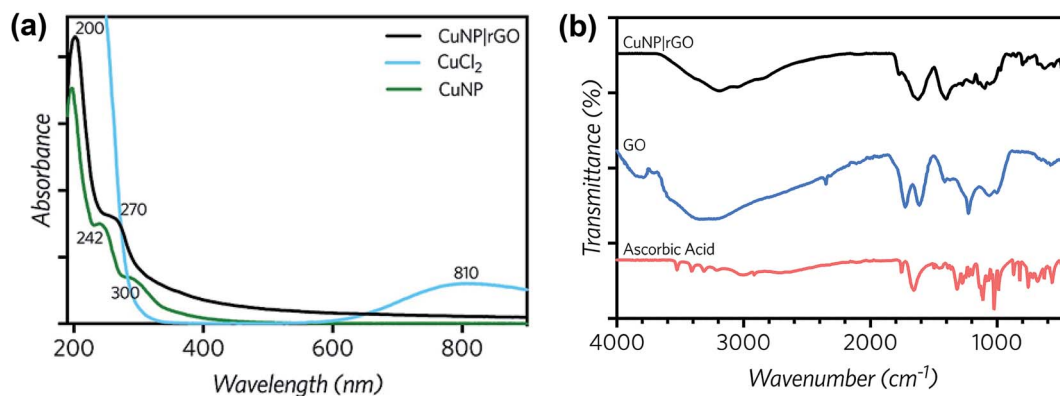 (a)
200
CuNP|rGO
CuCl₂
CuNP
Absorbance
270
242
300
810
200 400 600 800
Wavelength (nm)
(b)
CuNP|rGO
GO
Ascorbic Acid
Transmittance (%)
4000 3000 2000 1000
Wavenumber (cm⁻¹)